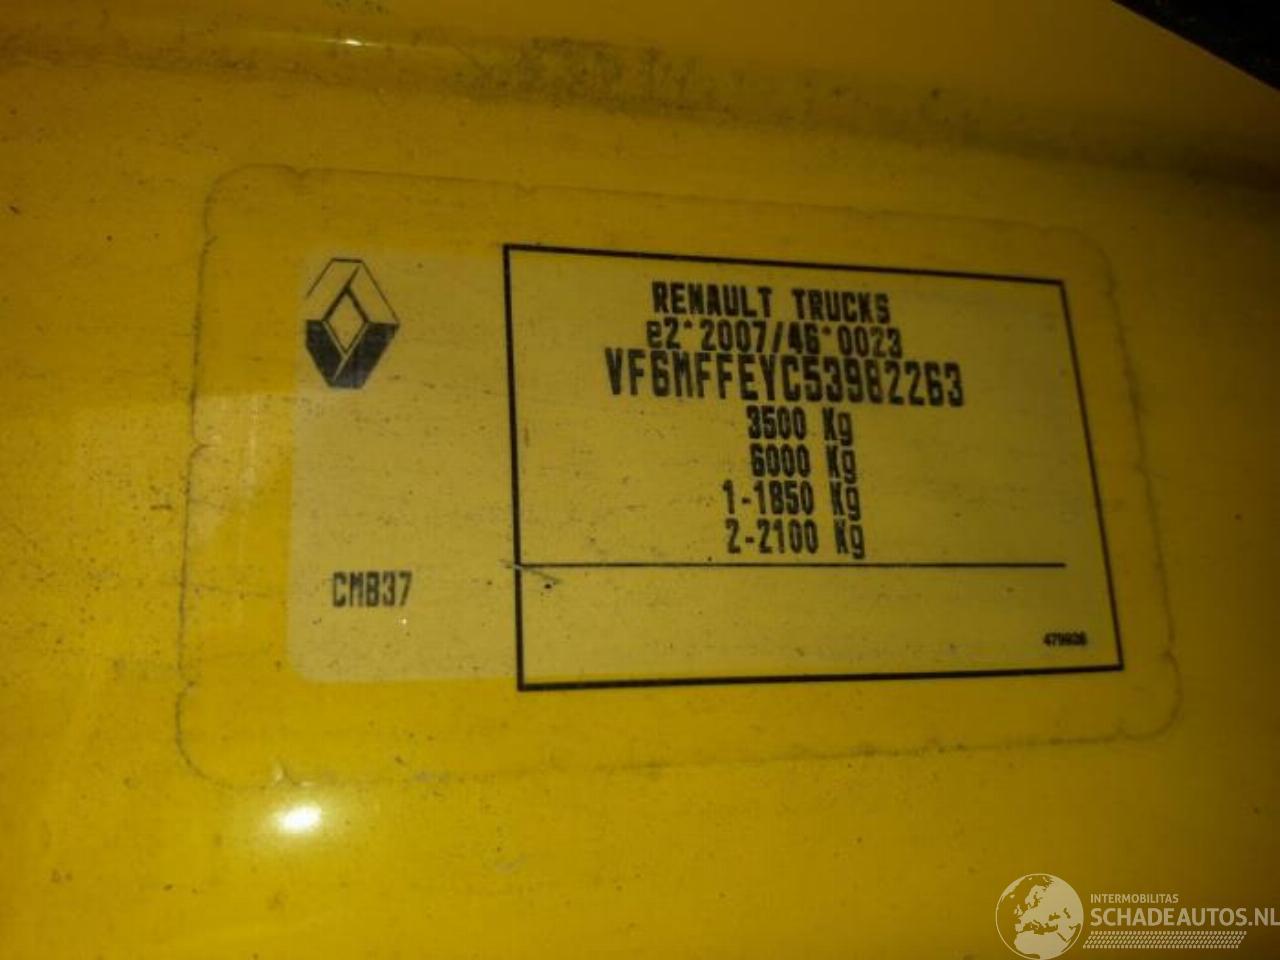 RENAULT TRUCKS
e2*2007/46*0023
VF6MFFEYC53982263
3500 Kg
6000 Kg
1-1850 Kg
2-2100 Kg
CMB37
INTERMOBILITAS
SCHADEAUTOS.NL